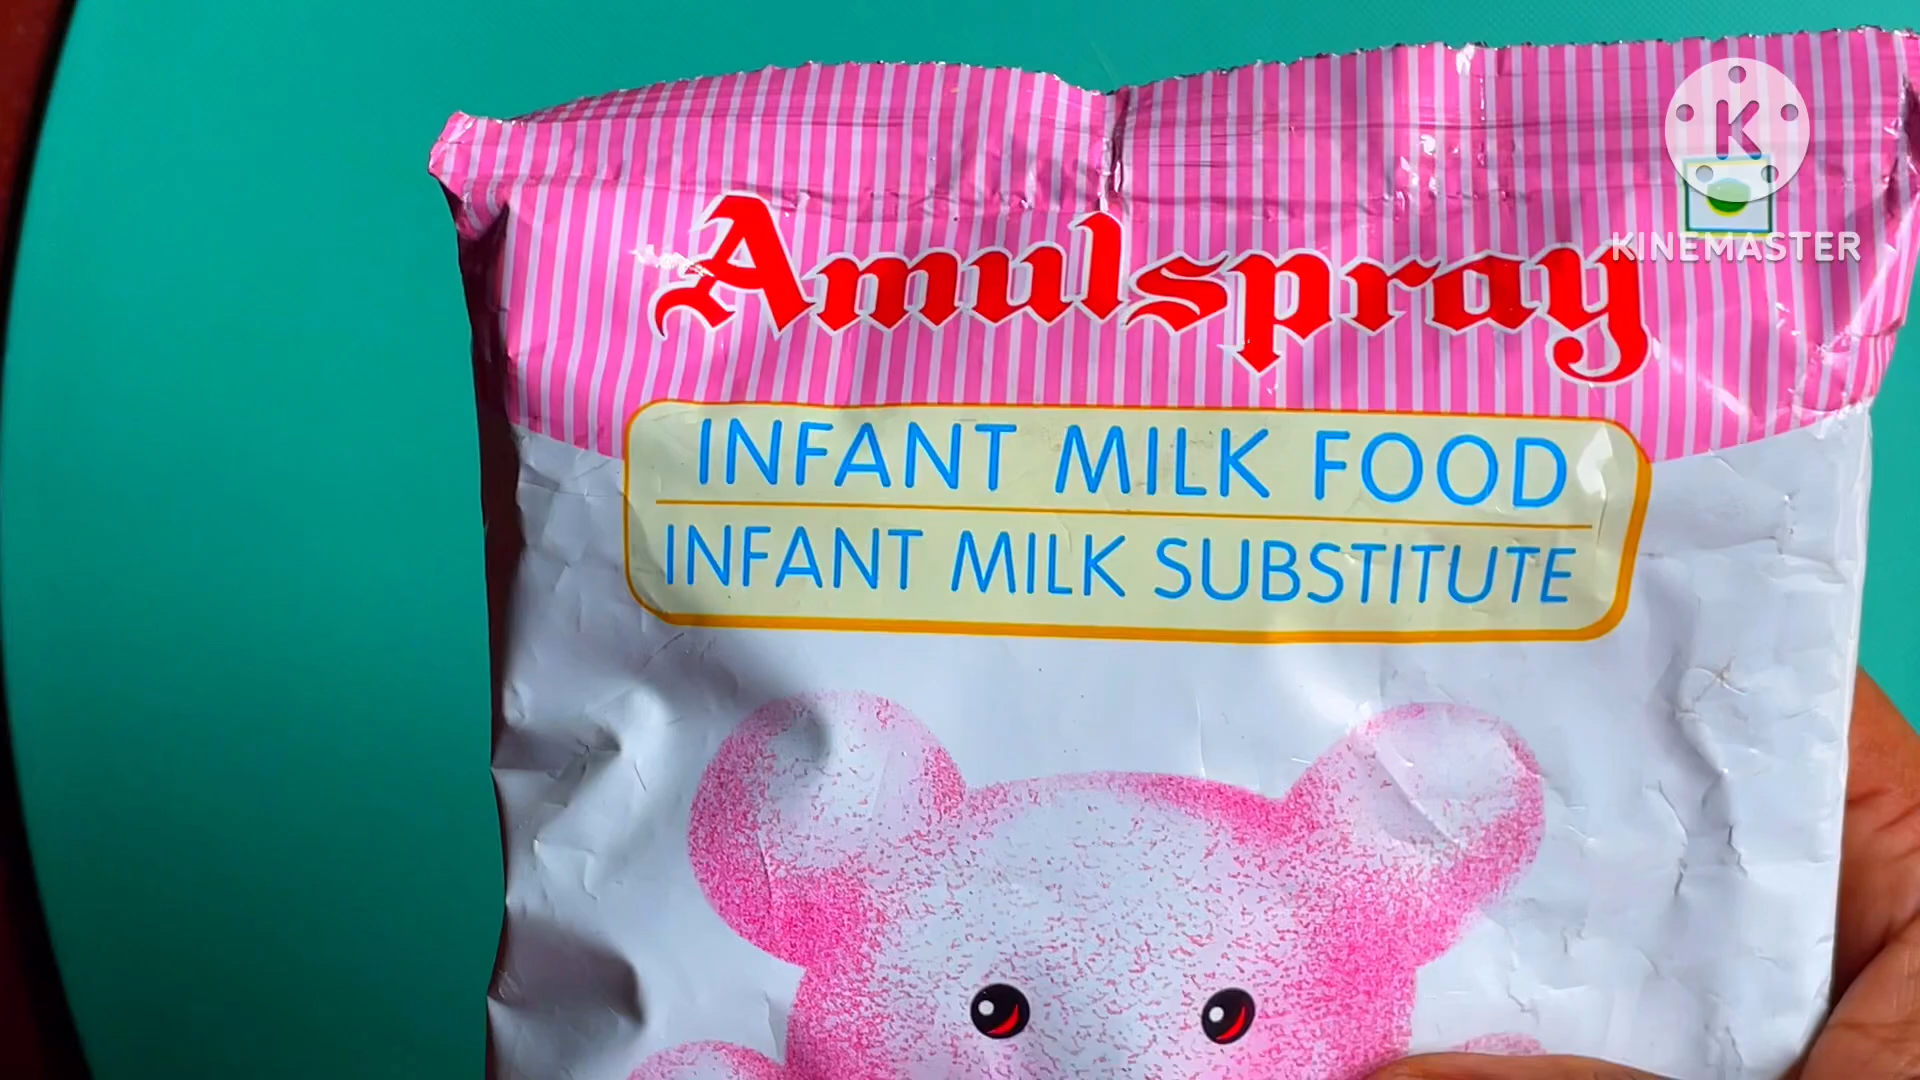 K
KINEMASTER
Amulspray
INFANT MILK FOOD
INFANT MILK SUBSTITUTE